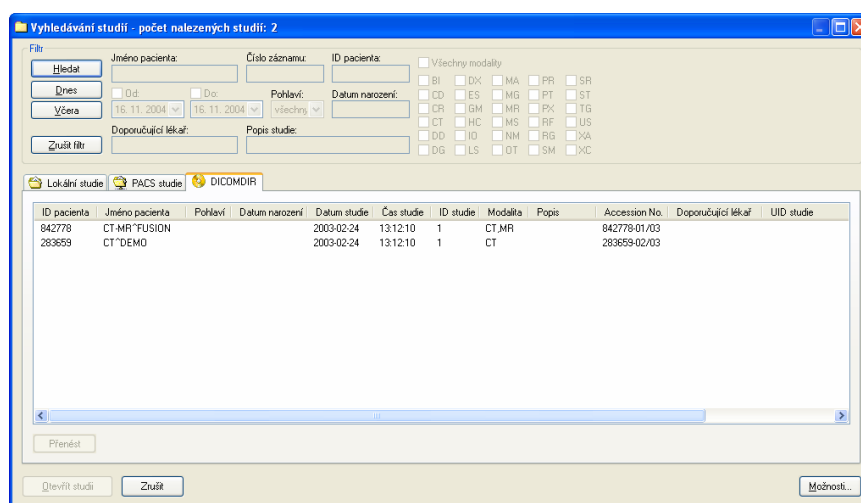 Vyhledávání studií - počet nalezených studií: 2
Filtr
Hledat
Dnes
Včera
Zrušit filtr
Jméno pacienta: Číslo záznamu: ID pacienta:
Od: Do: Pohlaví: Datum narození:
16. 11. 2004 16. 11. 2004 všechny
Doporučující lékař: Popis studie:
Všechny modality
BI DX MA PR SR
CD ES MG PT ST
CR GM MR PX TG
CT HC MS RF US
DD IO NM RG XA
DG LS OT SM XC
Lokální studie PACS studie DICOMDIR
ID pacienta Jméno pacienta Pohlaví Datum narození Datum studie Čas studie ID studie Modalita Popis Accession No. Doporučující lékař UID studie
842778 CT-MR^FUSION 2003-02-24 13:12:10 1 CT,MR 842778-01/03
283659 CT^DEMO 2003-02-24 13:12:10 1 CT 283659-02/03
Přenést
Otevřít studii Zrušit Možnosti...